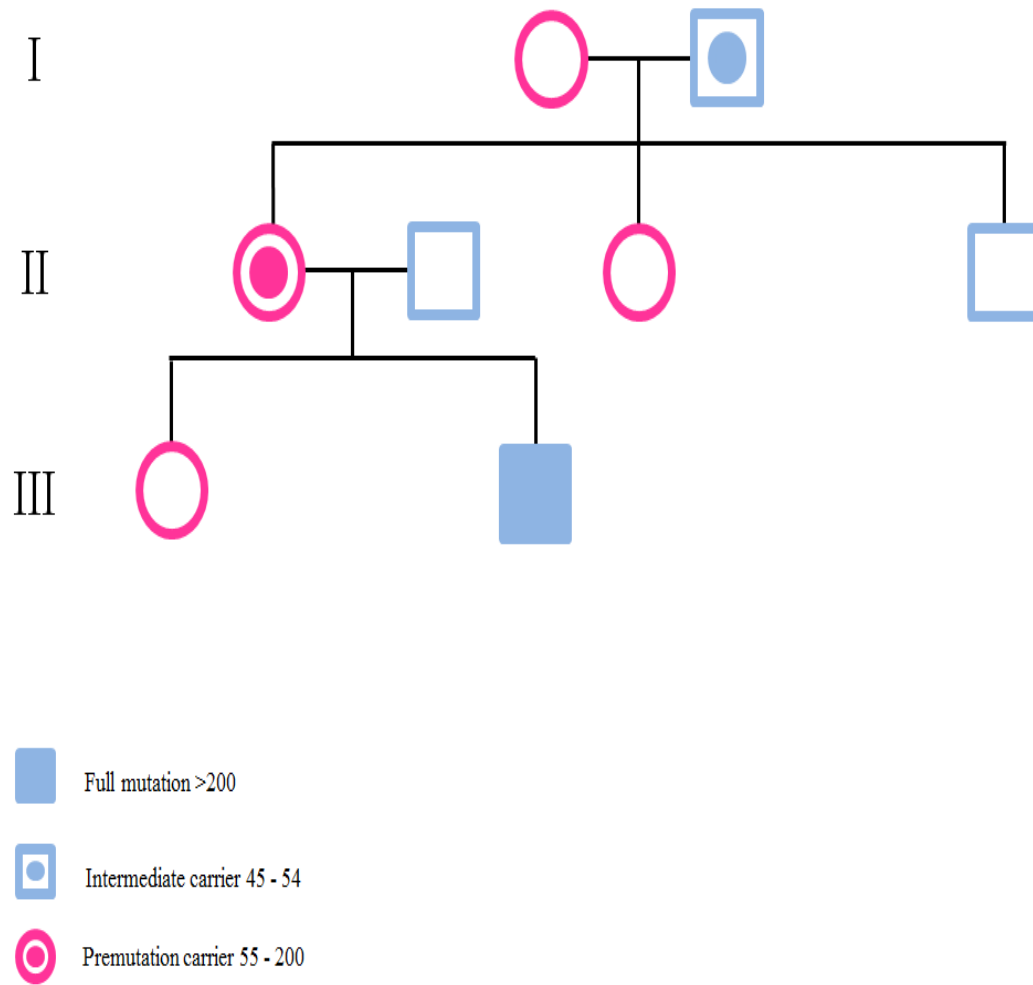 I
II
III
Full mutation >200
Intermediate carrier 45 - 54
Premutation carrier 55 - 200